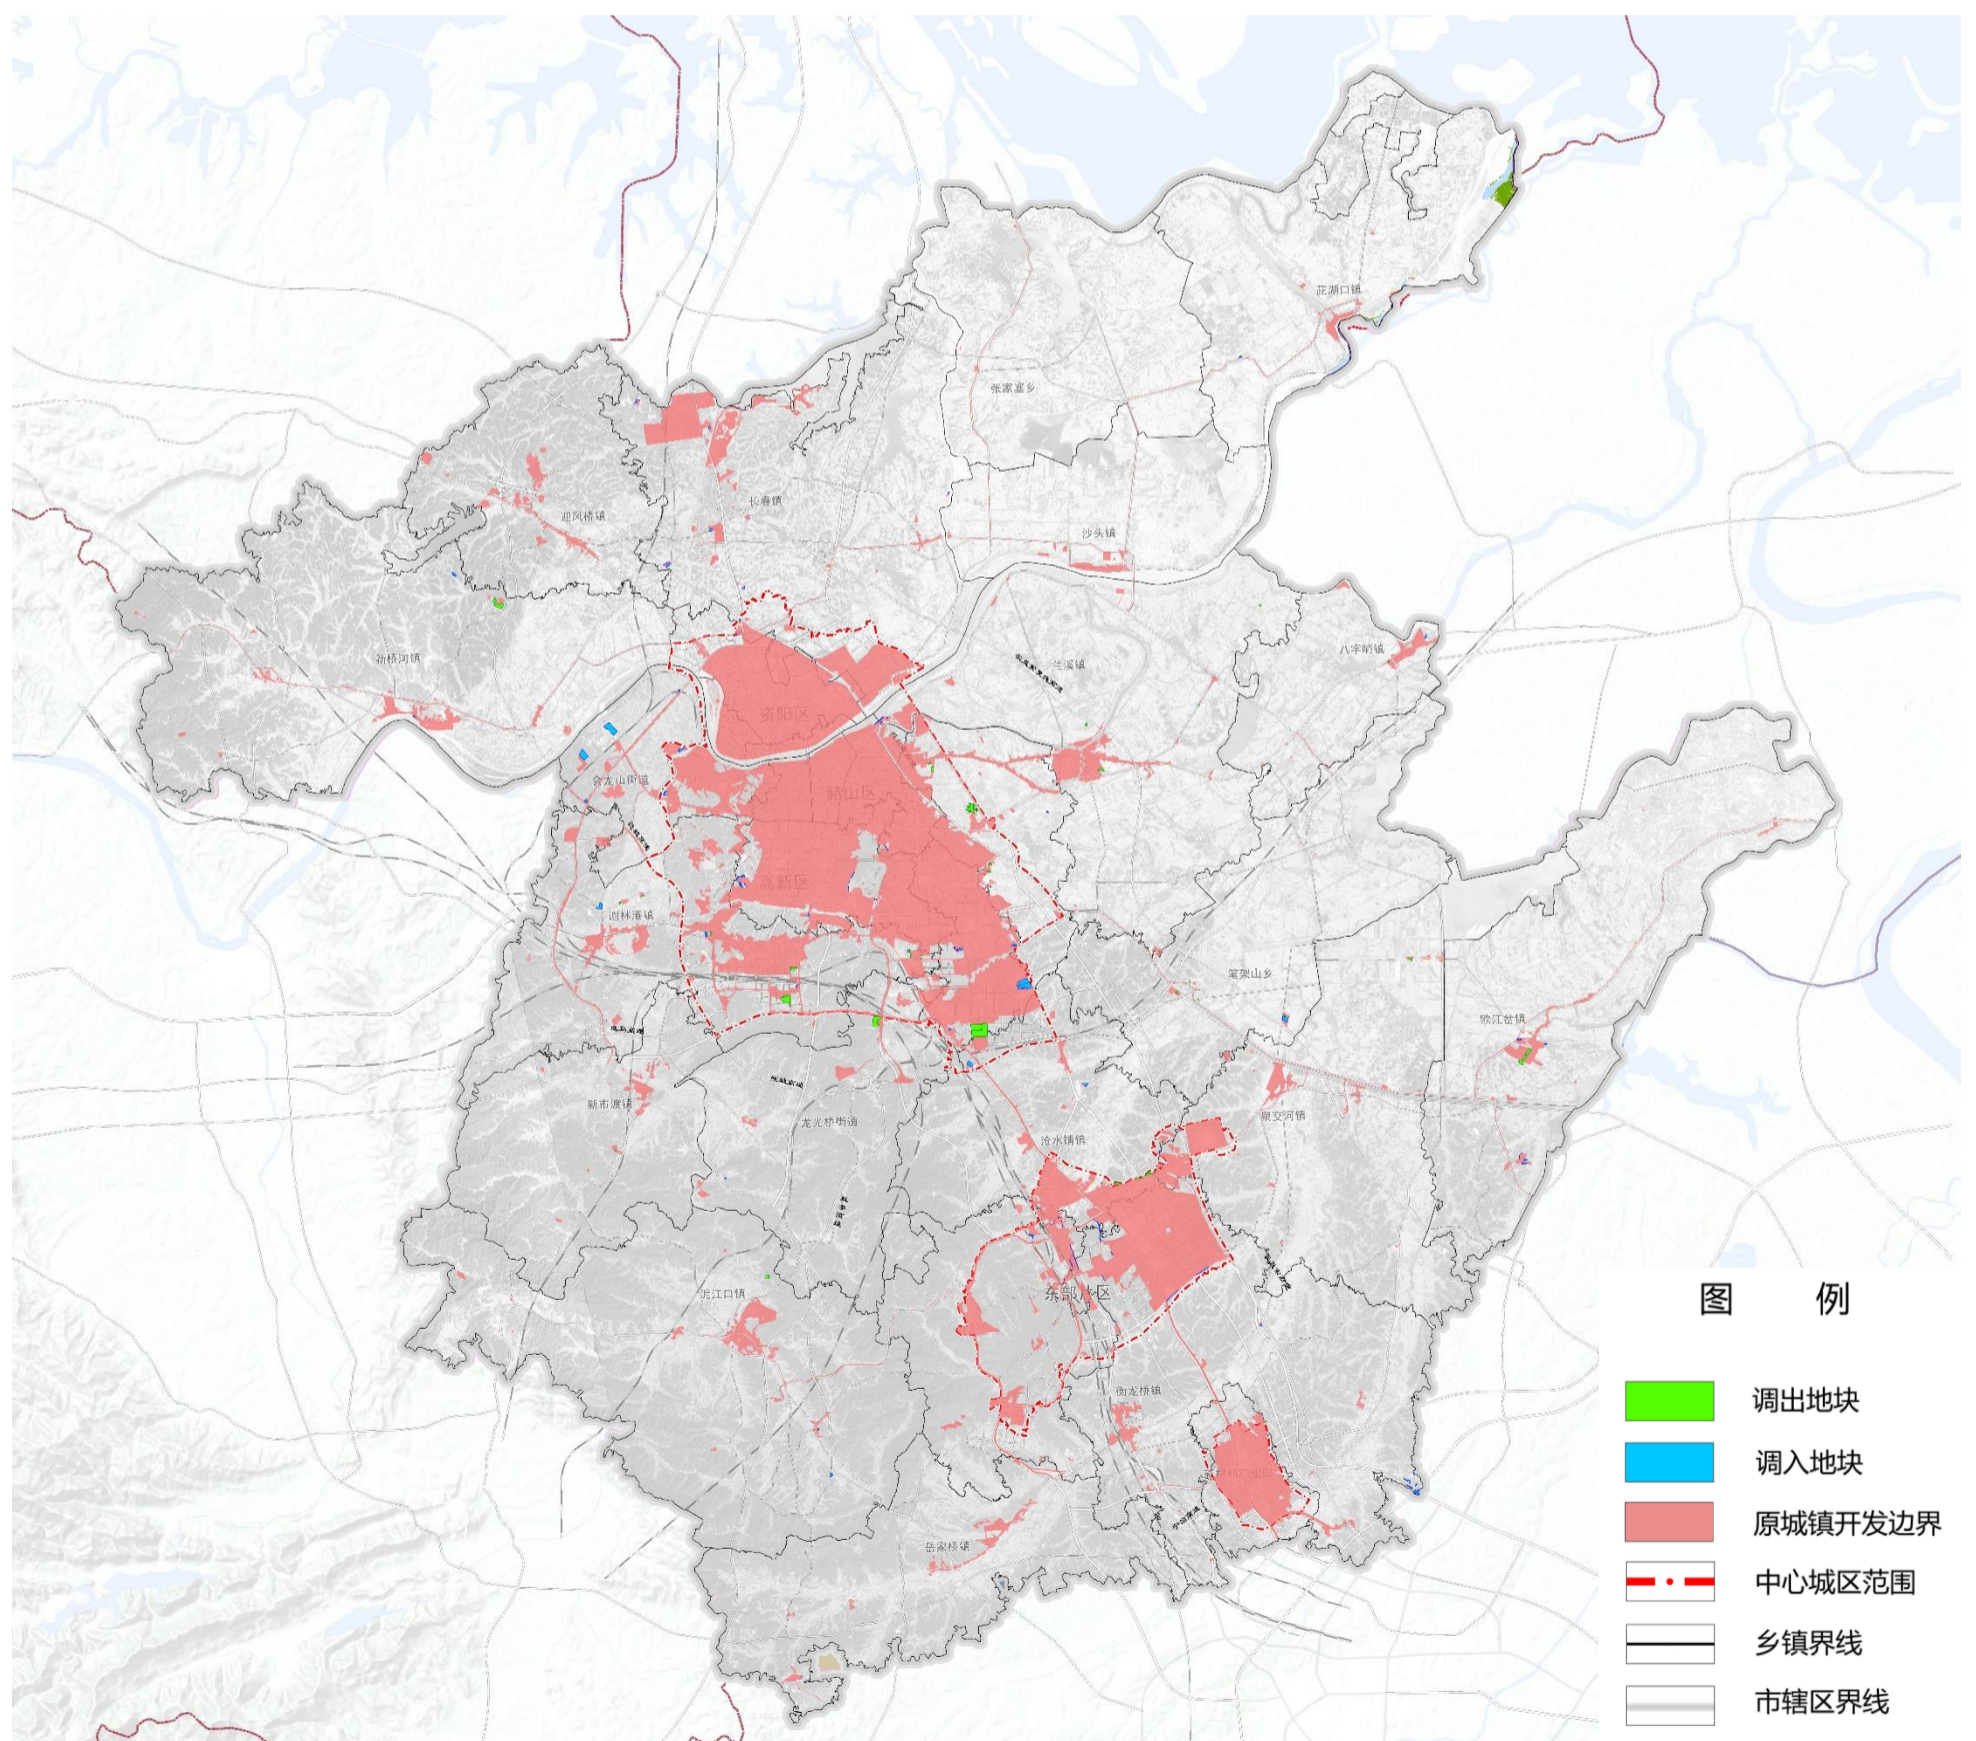 茈湖口镇
张家塞乡
长春镇
迎风桥镇
沙头镇
新桥河镇
兰溪镇
八字哨镇
资阳区
会龙山街道
赫山区
高新区
谢林港镇
笔架山乡
欧江岔镇
新市渡镇
龙光桥街道
沧水铺镇
泉交河镇
泥江口镇
东部片区
衡龙桥镇
岳家桥镇
图 例
调出地块
调入地块
原城镇开发边界
中心城区范围
乡镇界线
市辖区界线